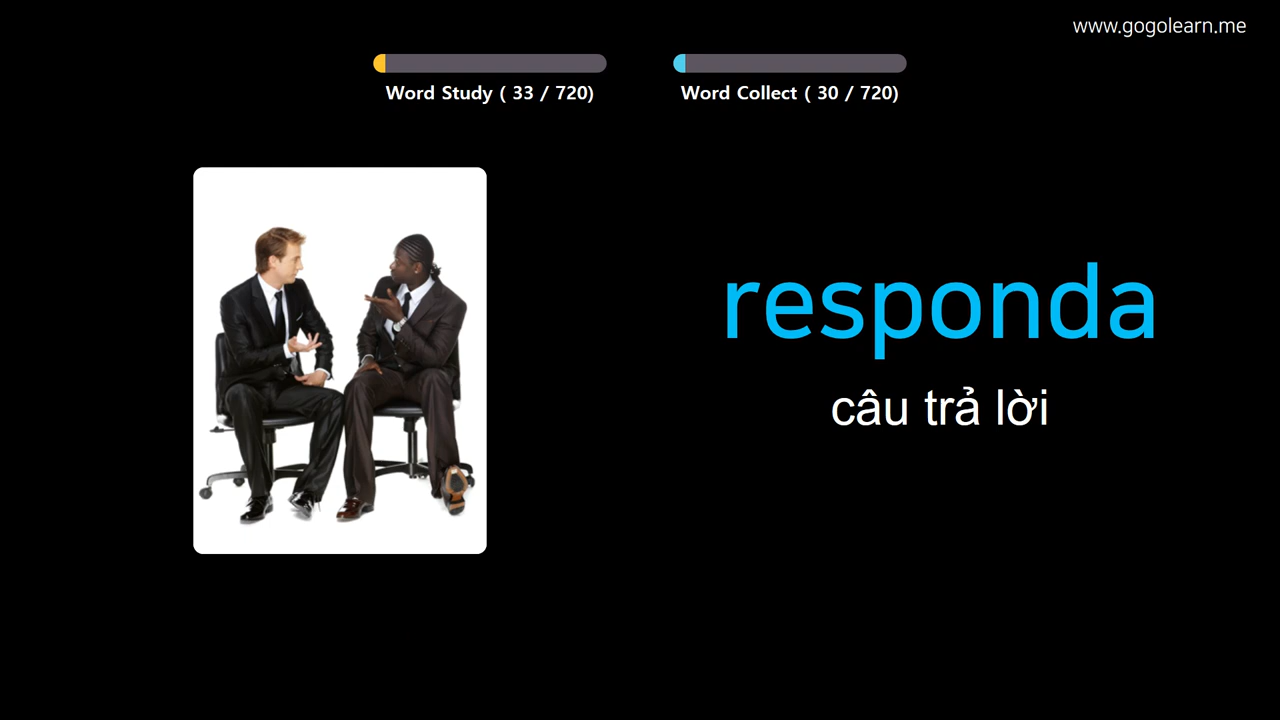 www.gogolearn.me
Word Study ( 33 / 720)
Word Collect ( 30 / 720)
responda
câu trả lời